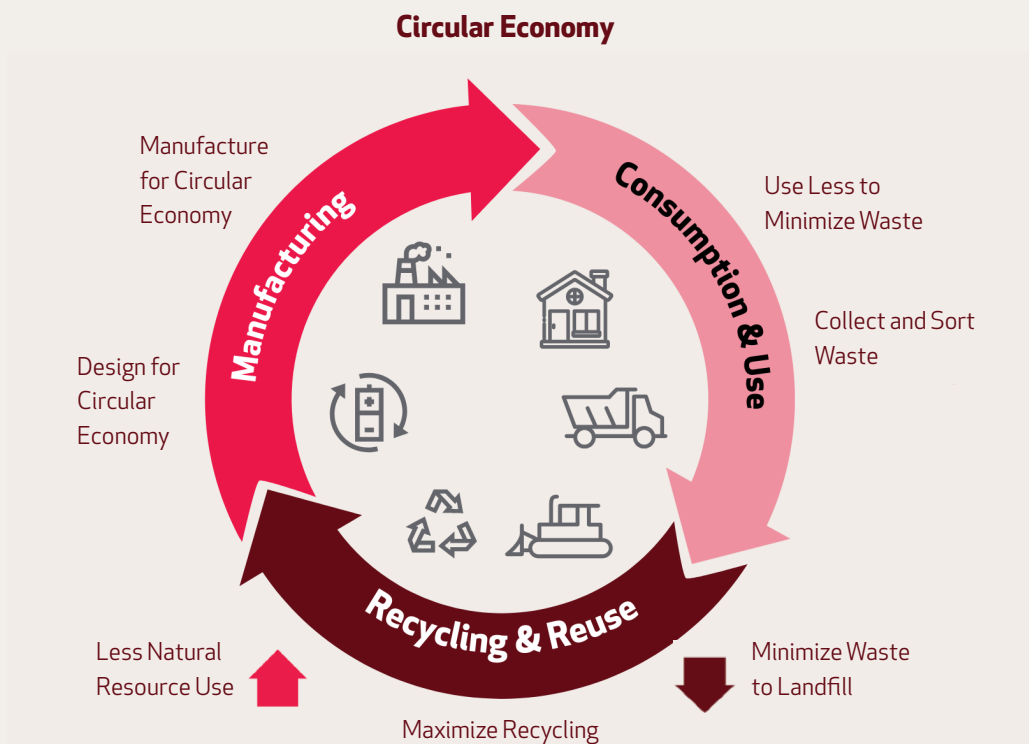 Circular Economy
Manufacture
for Circular
Economy
Manufacturing
Consumption & Use
Use Less to
Minimize Waste
Collect and Sort
Waste
Design for
Circular
Economy
Recycling & Reuse
Less Natural
Resource Use
Minimize Waste
to Landfill
Maximize Recycling